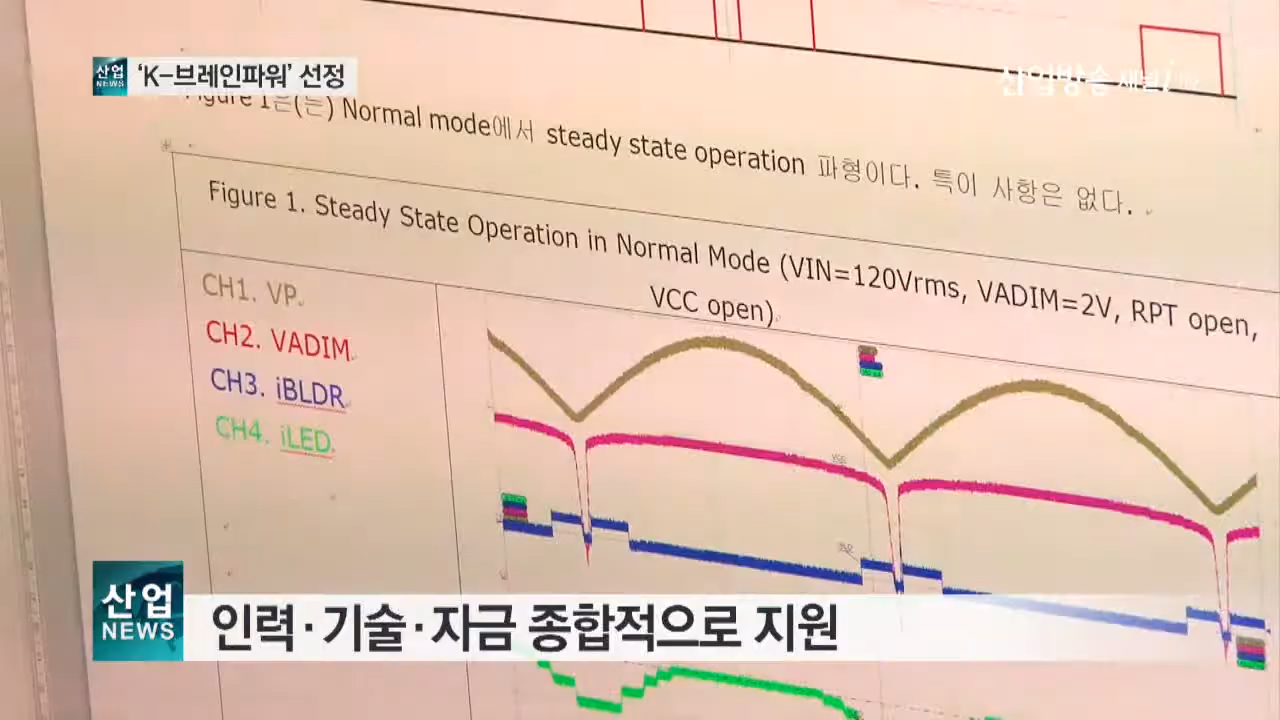 산업 NEWS
‘K-브레인파워’ 선정
산업방송 채널i
Figure 1은(는) Normal mode에서 steady state operation 파형이다. 특이 사항은 없다.
Figure 1. Steady State Operation in Normal Mode (VIN=120Vrms, VADIM=2V, RPT open,
VCC open)
CH1. VP.
CH2. VADIM
CH3. iBLDR
CH4. iLED.
산업
NEWS
인력·기술·자금 종합적으로 지원